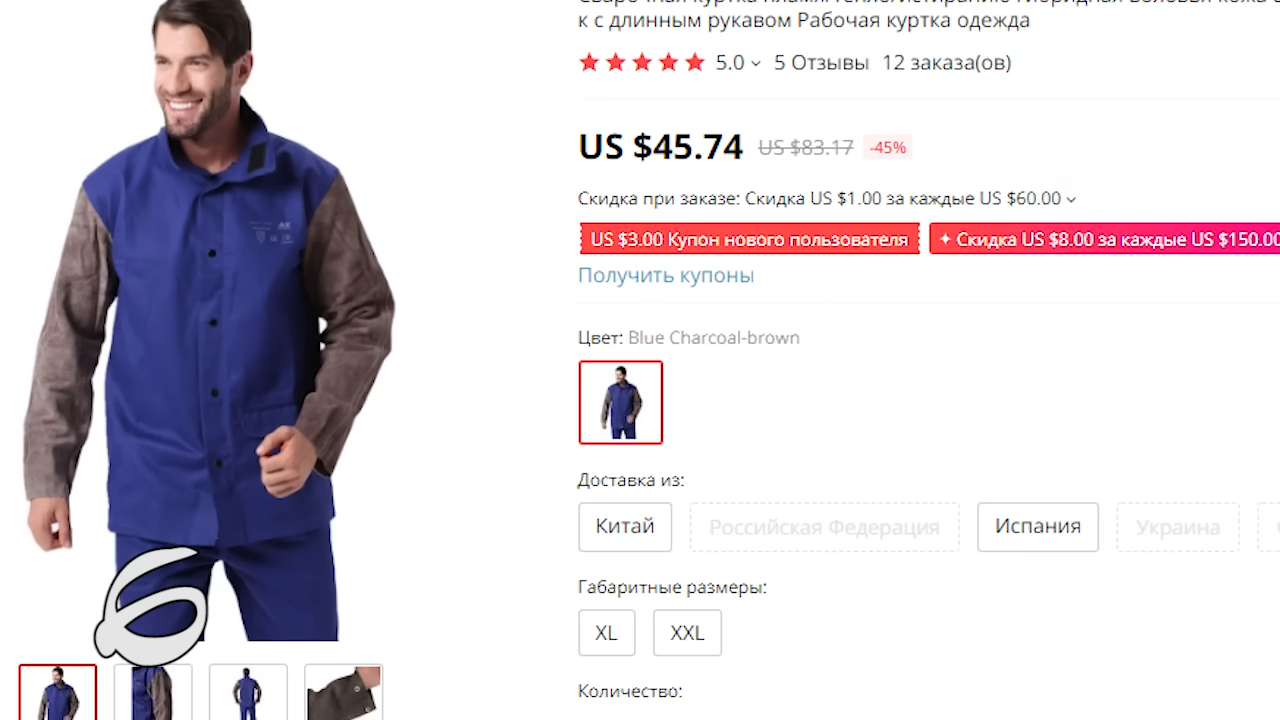 к с длинным рукавом Рабочая куртка одежда
5.0 5 Отзывы 12 заказа(ов)
US $45.74 US $83.17 -45%
Скидка при заказе: Скидка US $1.00 за каждые US $60.00
US $3.00 Купон нового пользователя ✦ Скидка US $8.00 за каждые US $150.00
Получить купоны
Цвет: Blue Charcoal-brown
Доставка из:
Китай Российская Федерация Испания Украина
Габаритные размеры:
XL XXL
Количество:
6